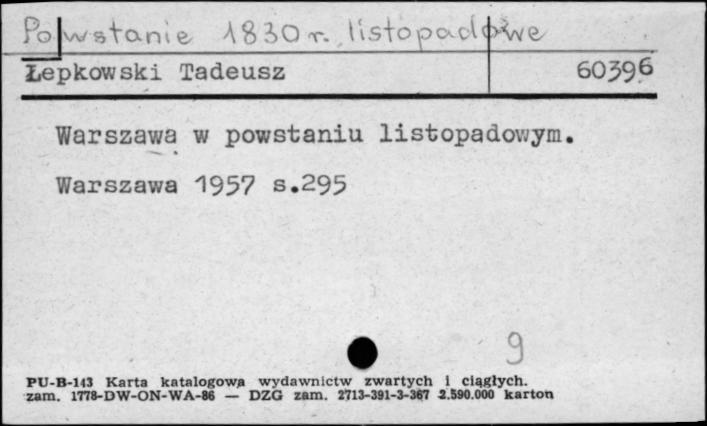 Powstanie 1830 r. listopadowe
Łepkowski Tadeusz 60396
Warszawa w powstaniu listopadowym.
Warszawa 1957 s.295
9
PU-B-143 Karta katalogowa wydawnictw zwartych i ciągłych.
zam. 1778-DW-ON-WA-86 — DZG zam. 2713-391-3-367 2.590.000 karton